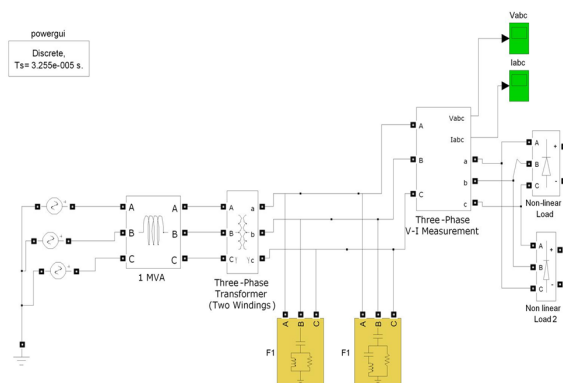 powergui
Discrete,
Ts= 3.255e-005 s.
Vabc
Iabc
A
B
C
Vabc
Iabc
a
b
c
Three-Phase
V-I Measurement
A
B
C
+
-
Non-linear
Load
A
B
C
+
-
Non linear
Load 2
A
B
C
A
B
C
1 MVA
A
B
C
a
b
c
Three-Phase
Transformer
(Two Windings)
A
B
C
F1
A
B
C
F1